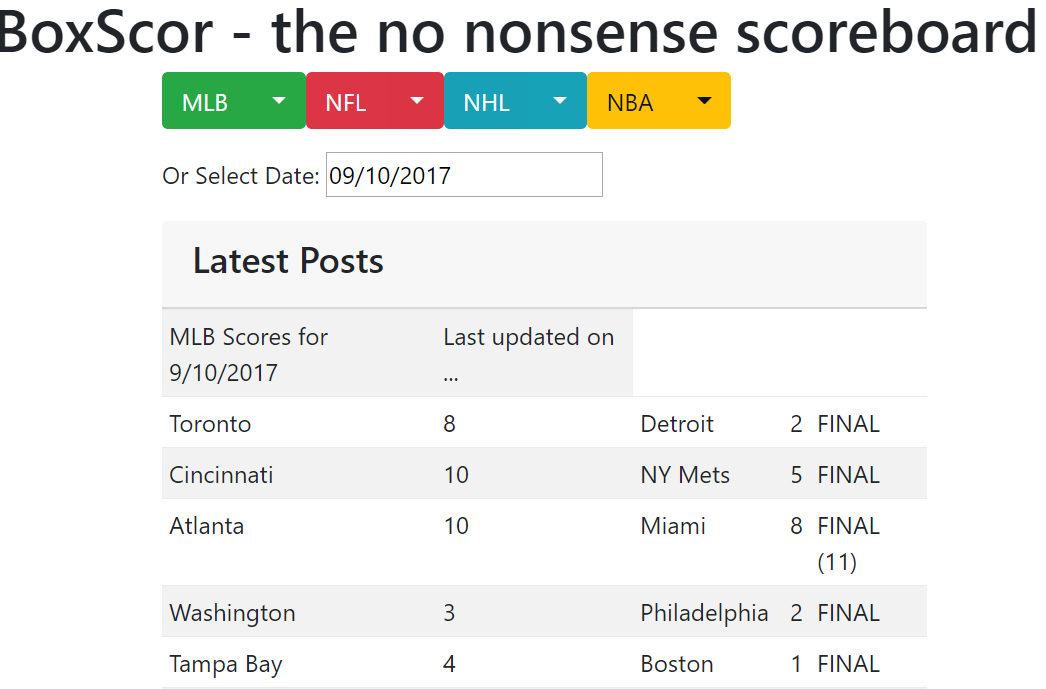 BoxScor - the no nonsense scoreboard
MLB NFL NHL NBA
Or Select Date: 09/10/2017
Latest Posts
MLB Scores for Last updated on
9/10/2017 ...
Toronto 8 Detroit 2 FINAL
Cincinnati 10 NY Mets 5 FINAL
Atlanta 10 Miami 8 FINAL
(11)
Washington 3 Philadelphia 2 FINAL
Tampa Bay 4 Boston 1 FINAL